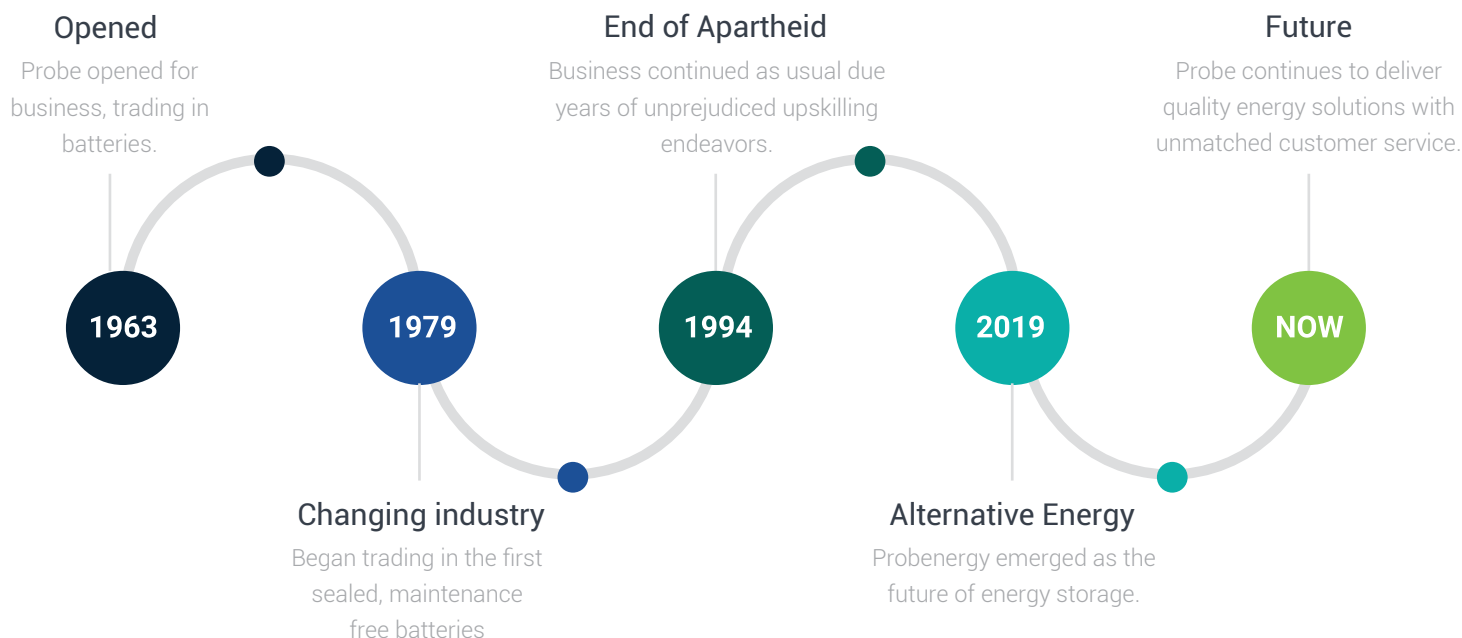 Opened
Probe opened for
business, trading in
batteries.
1963
1979
Changing industry
Began trading in the first
sealed, maintenance
free batteries
End of Apartheid
Business continued as usual due
years of unprejudiced upskilling
endeavors.
1994
2019
Alternative Energy
Probenergy emerged as the
future of energy storage.
Future
Probe continues to deliver
quality energy solutions with
unmatched customer service.
NOW